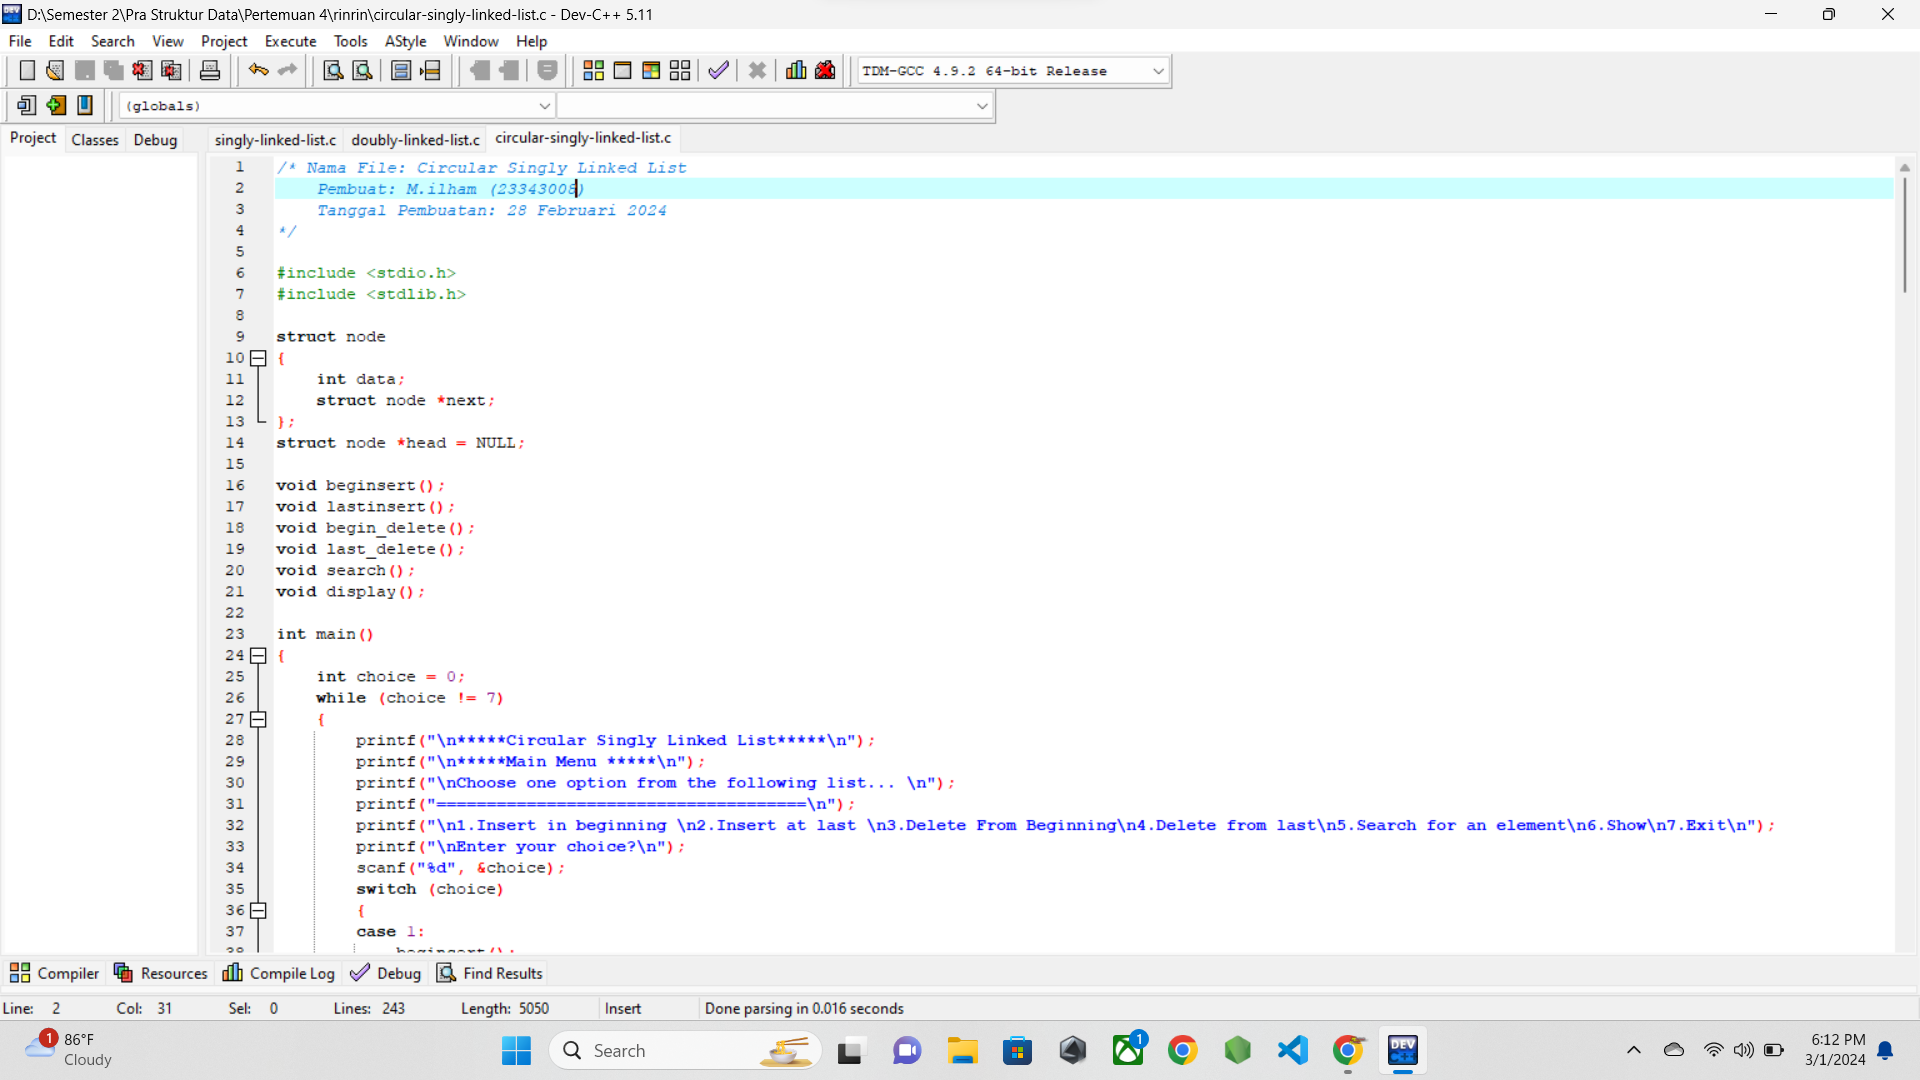 D:\Semester 2\Pra Struktur Data\Pertemuan 4\rinrin\circular-singly-linked-list.c - Dev-C++ 5.11
File Edit Search View Project Execute Tools AStyle Window Help
TDM-GCC 4.9.2 64-bit Release
(globals)
Project Classes Debug singly-linked-list.c doubly-linked-list.c circular-singly-linked-list.c
1 /* Nama File: Circular Singly Linked List
2 Pembuat: M.ilham (23343008)
3 Tanggal Pembuatan: 28 Februari 2024
4 */
5
6 #include <stdio.h>
7 #include <stdlib.h>
8
9 struct node
10 {
11 int data;
12 struct node *next;
13 };
14 struct node *head = NULL;
15
16 void beginsert();
17 void lastinsert();
18 void begin_delete();
19 void last_delete();
20 void search();
21 void display();
22
23 int main()
24 {
25 int choice = 0;
26 while (choice != 7)
27 {
28 printf("\n*****Circular Singly Linked List*****\n");
29 printf("\n*****Main Menu *****\n");
30 printf("\nChoose one option from the following list... \n");
31 printf("=====================================\n");
32 printf("\n1.Insert in beginning \n2.Insert at last \n3.Delete From Beginning\n4.Delete from last\n5.Search for an element\n6.Show\n7.Exit\n");
33 printf("\nEnter your choice?\n");
34 scanf("%d", &choice);
35 switch (choice)
36 {
37 case 1:
38 beginsert();
Compiler Resources Compile Log Debug Find Results
Line: 2 Col: 31 Sel: 0 Lines: 243 Length: 5050 Insert Done parsing in 0.016 seconds
1 86°F
Cloudy
Search
1
DEV
C++
6:12 PM
3/1/2024